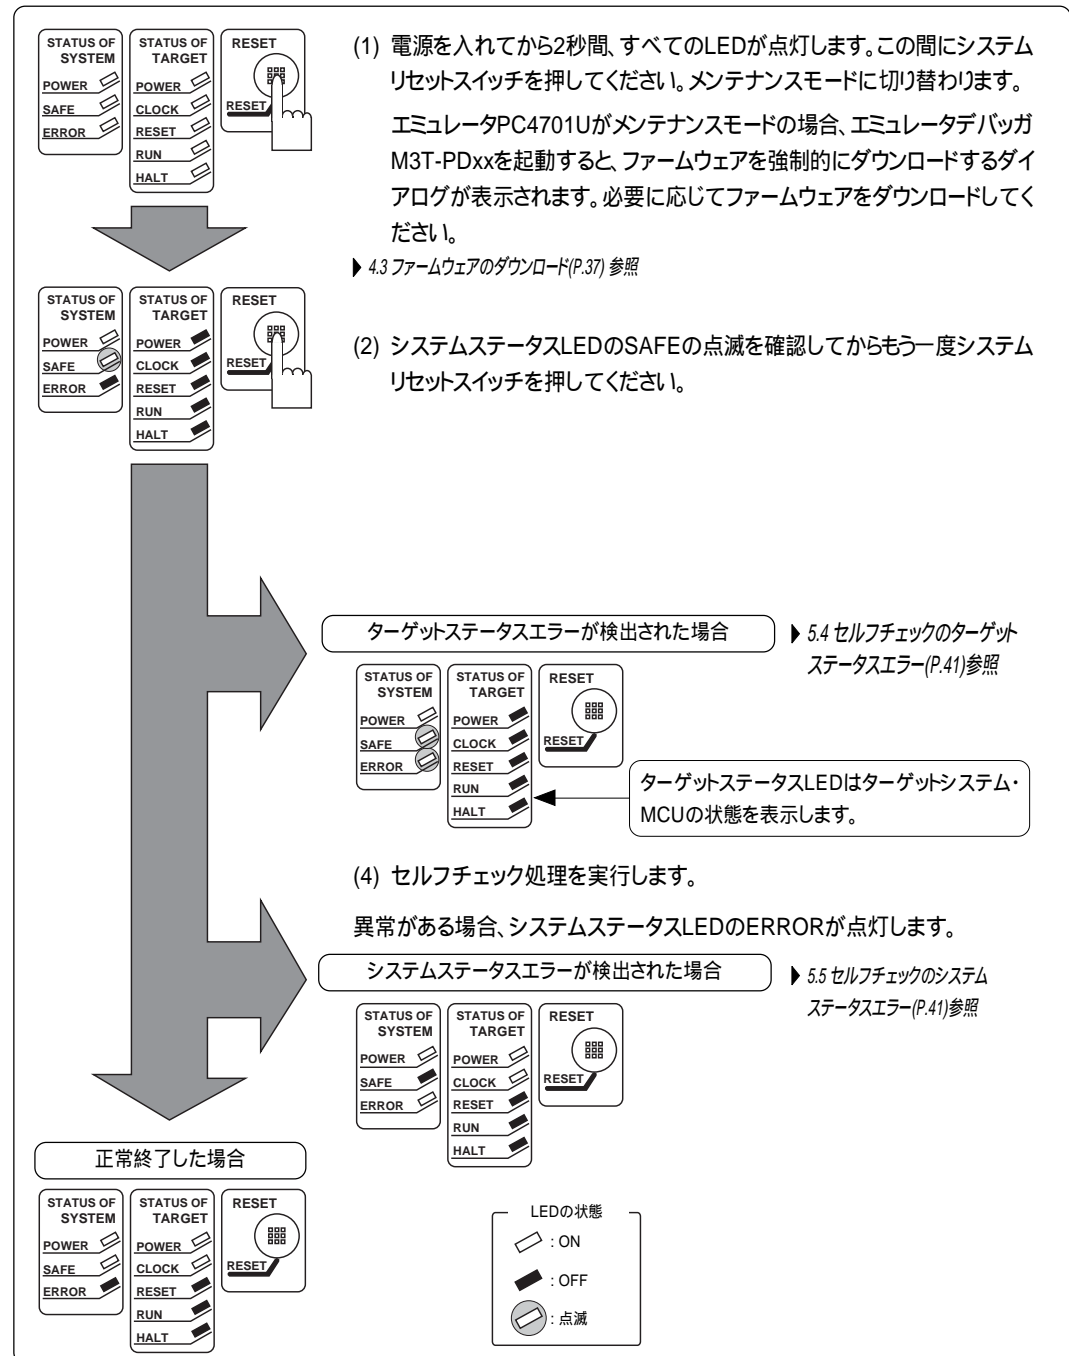 STATUS OF
SYSTEM
POWER
SAFE
ERROR
STATUS OF
TARGET
POWER
CLOCK
RESET
RUN
HALT
RESET
RESET
(1) 電源を入れてから2秒間、すべてのLEDが点灯します。この間にシステム
リセットスイッチを押してください。メンテナンスモードに切り替わります。
エミュレータPC4701Uがメンテナンスモードの場合、エミュレータデバッガ
M3T-PDxxを起動すると、ファームウェアを強制的にダウンロードするダイ
アログが表示されます。必要に応じてファームウェアをダウンロードしてく
ださい。
4.3 ファームウェアのダウンロード(P.37) 参照
STATUS OF
SYSTEM
POWER
SAFE
ERROR
STATUS OF
TARGET
POWER
CLOCK
RESET
RUN
HALT
RESET
RESET
(2) システムステータスLEDのSAFEの点滅を確認してからもう一度システム
リセットスイッチを押してください。
ターゲットステータスエラーが検出された場合
5.4 セルフチェックのターゲット
ステータスエラー(P.41)参照
STATUS OF
SYSTEM
POWER
SAFE
ERROR
STATUS OF
TARGET
POWER
CLOCK
RESET
RUN
HALT
RESET
RESET
ターゲットステータスLEDはターゲットシステム・
MCUの状態を表示します。
(4) セルフチェック処理を実行します。
異常がある場合、システムステータスLEDのERRORが点灯します。
システムステータスエラーが検出された場合
5.5 セルフチェックのシステム
ステータスエラー(P.41)参照
STATUS OF
SYSTEM
POWER
SAFE
ERROR
STATUS OF
TARGET
POWER
CLOCK
RESET
RUN
HALT
RESET
RESET
正常終了した場合
STATUS OF
SYSTEM
POWER
SAFE
ERROR
STATUS OF
TARGET
POWER
CLOCK
RESET
RUN
HALT
RESET
RESET
LEDの状態
: ON
: OFF
: 点滅